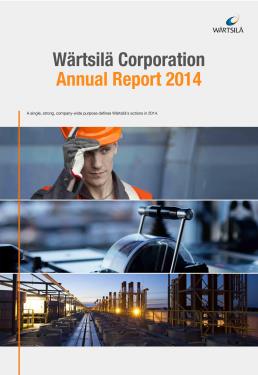 WÄRTSILÄ
Wärtsilä Corporation
Annual Report 2014
A single, strong, company-wide purpose defines Wärtsilä's actions in 2014.